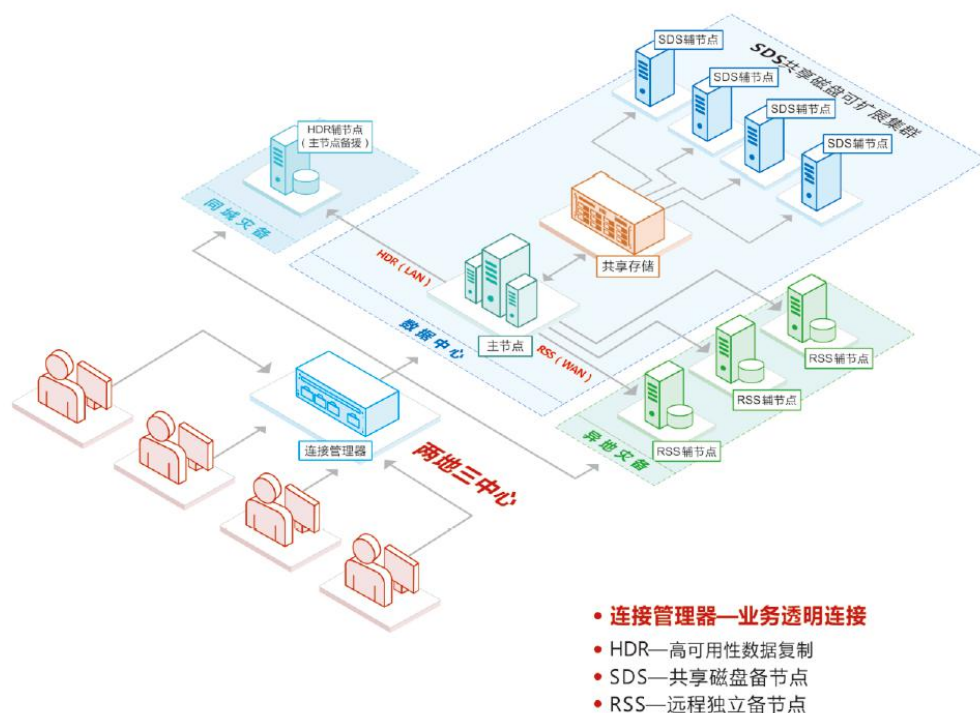 SDS辅节点
SDS辅节点
SDS辅节点
SDS辅节点
SDS共享磁盘可扩展集群
HDR辅节点
(主节点备援)
同城灾备
HDR(LAN)
共享存储
主节点
数据中心
RSS(WAN)
RSS辅节点
RSS辅节点
RSS辅节点
异地灾备
连接管理器
两地三中心
• 连接管理器—业务透明连接
• HDR—高可用性数据复制
• SDS—共享磁盘备节点
• RSS—远程独立备节点